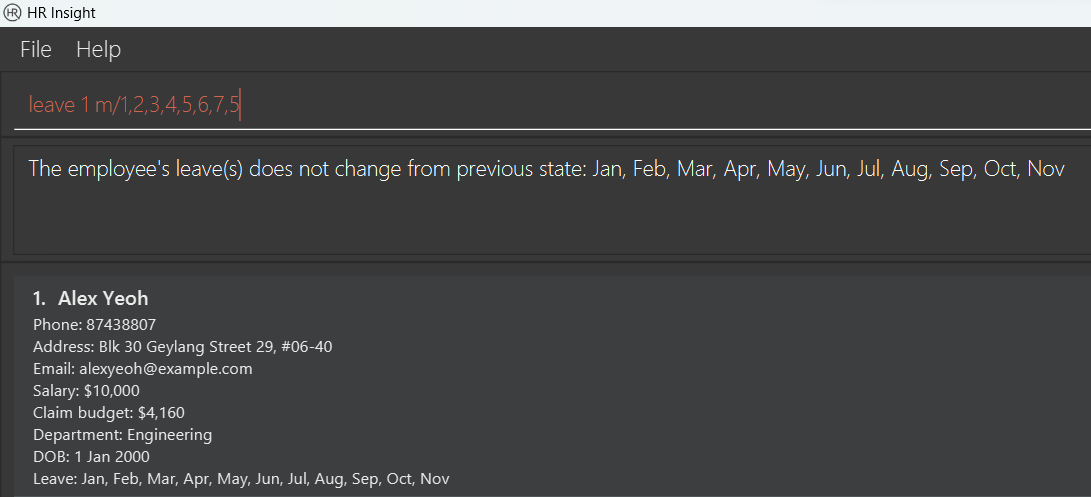 HR HR Insight
File Help
leave 1 m/1,2,3,4,5,6,7,5
The employee's leave(s) does not change from previous state: Jan, Feb, Mar, Apr, May, Jun, Jul, Aug, Sep, Oct, Nov
1. Alex Yeoh
Phone: 87438807
Address: Blk 30 Geylang Street 29, #06-40
Email: alexyeoh@example.com
Salary: $10,000
Claim budget: $4,160
Department: Engineering
DOB: 1 Jan 2000
Leave: Jan, Feb, Mar, Apr, May, Jun, Jul, Aug, Sep, Oct, Nov